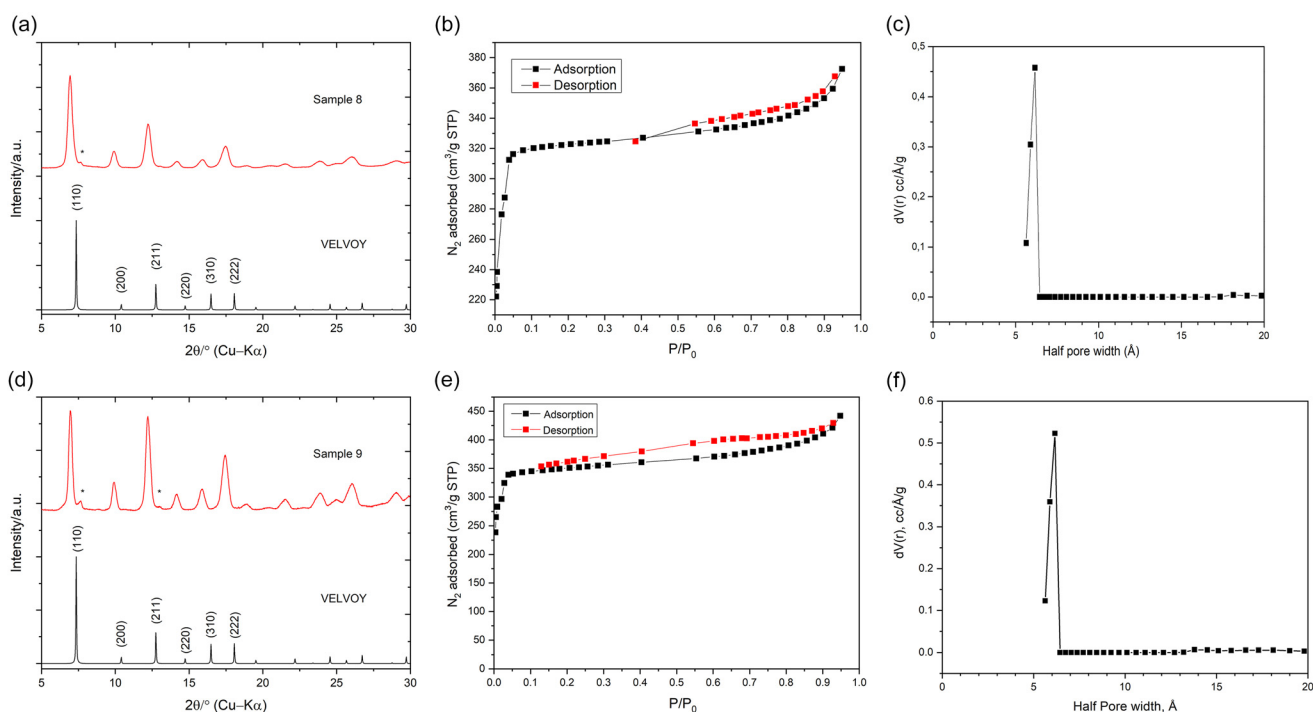 (a)
Intensity/a.u.
Sample 8
*
VELVOY
(110)
(200)
(211)
(220)
(310)
(222)
5 10 15 20 25 30
2θ/° (Cu–Kα)
(b)
N2 adsorbed (cm³/g STP)
380
360
340
320
300
280
260
240
220
Adsorption
Desorption
0.0 0.1 0.2 0.3 0.4 0.5 0.6 0.7 0.8 0.9 1.0
P/P0
(c)
dV(r) cc/Å/g
0,5
0,4
0,3
0,2
0,1
0,0
0 5 10 15 20
Half pore width (Å)
(d)
Intensity/a.u.
Sample 9
* *
VELVOY
(110)
(200)
(211)
(220)
(310)
(222)
5 10 15 20 25 30
2θ/° (Cu–Kα)
(e)
N2 adsorbed (cm³/g STP)
450
400
350
300
250
200
150
100
50
0
Adsorption
Desorption
0.0 0.1 0.2 0.3 0.4 0.5 0.6 0.7 0.8 0.9 1.0
P/P0
(f)
dV(r), cc/Å/g
0.6
0.5
0.4
0.3
0.2
0.1
0.0
0 5 10 15 20
Half Pore width, Å